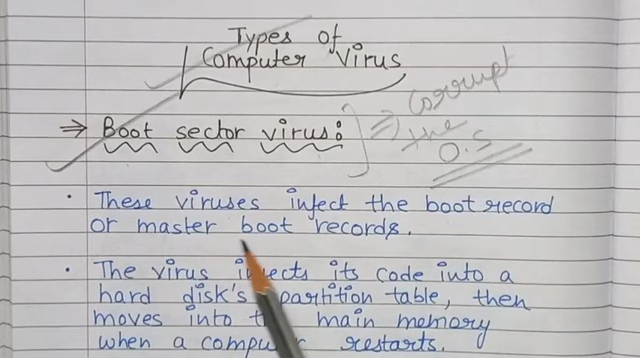 Types of
Computer Virus
⇒ Boot sector virus:
⇒ Corrupt
the
O.S
· These viruses infect the boot record
or master boot records.
· The virus injects its code into a
hard disk's partition table, then
moves into the main memory
when a computer restarts.